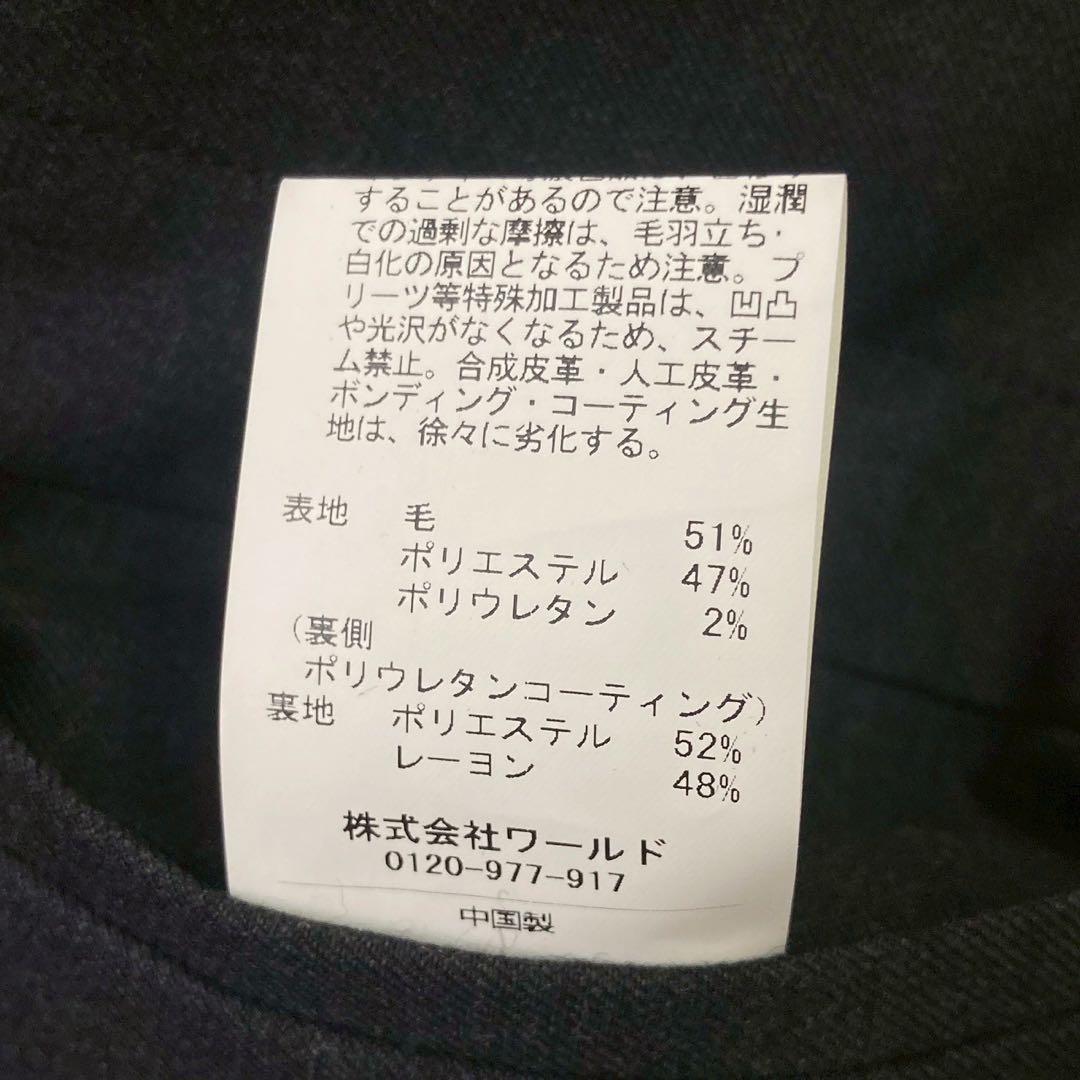 することがあるので注意。湿潤
での過剰な摩擦は、毛羽立ち・
白化の原因となるため注意。プ
リーツ等特殊加工製品は、凹凸
や光沢がなくなるため、スチー
ム禁止。合成皮革・人工皮革・
ボンディング・コーティング生
地は、徐々に劣化する。
表地 毛 51%
ポリエステル 47%
ポリウレタン 2%
（裏側
ポリウレタンコーティング）
裏地 ポリエステル 52%
レーヨン 48%
株式会社ワールド
0120-977-917
中国製